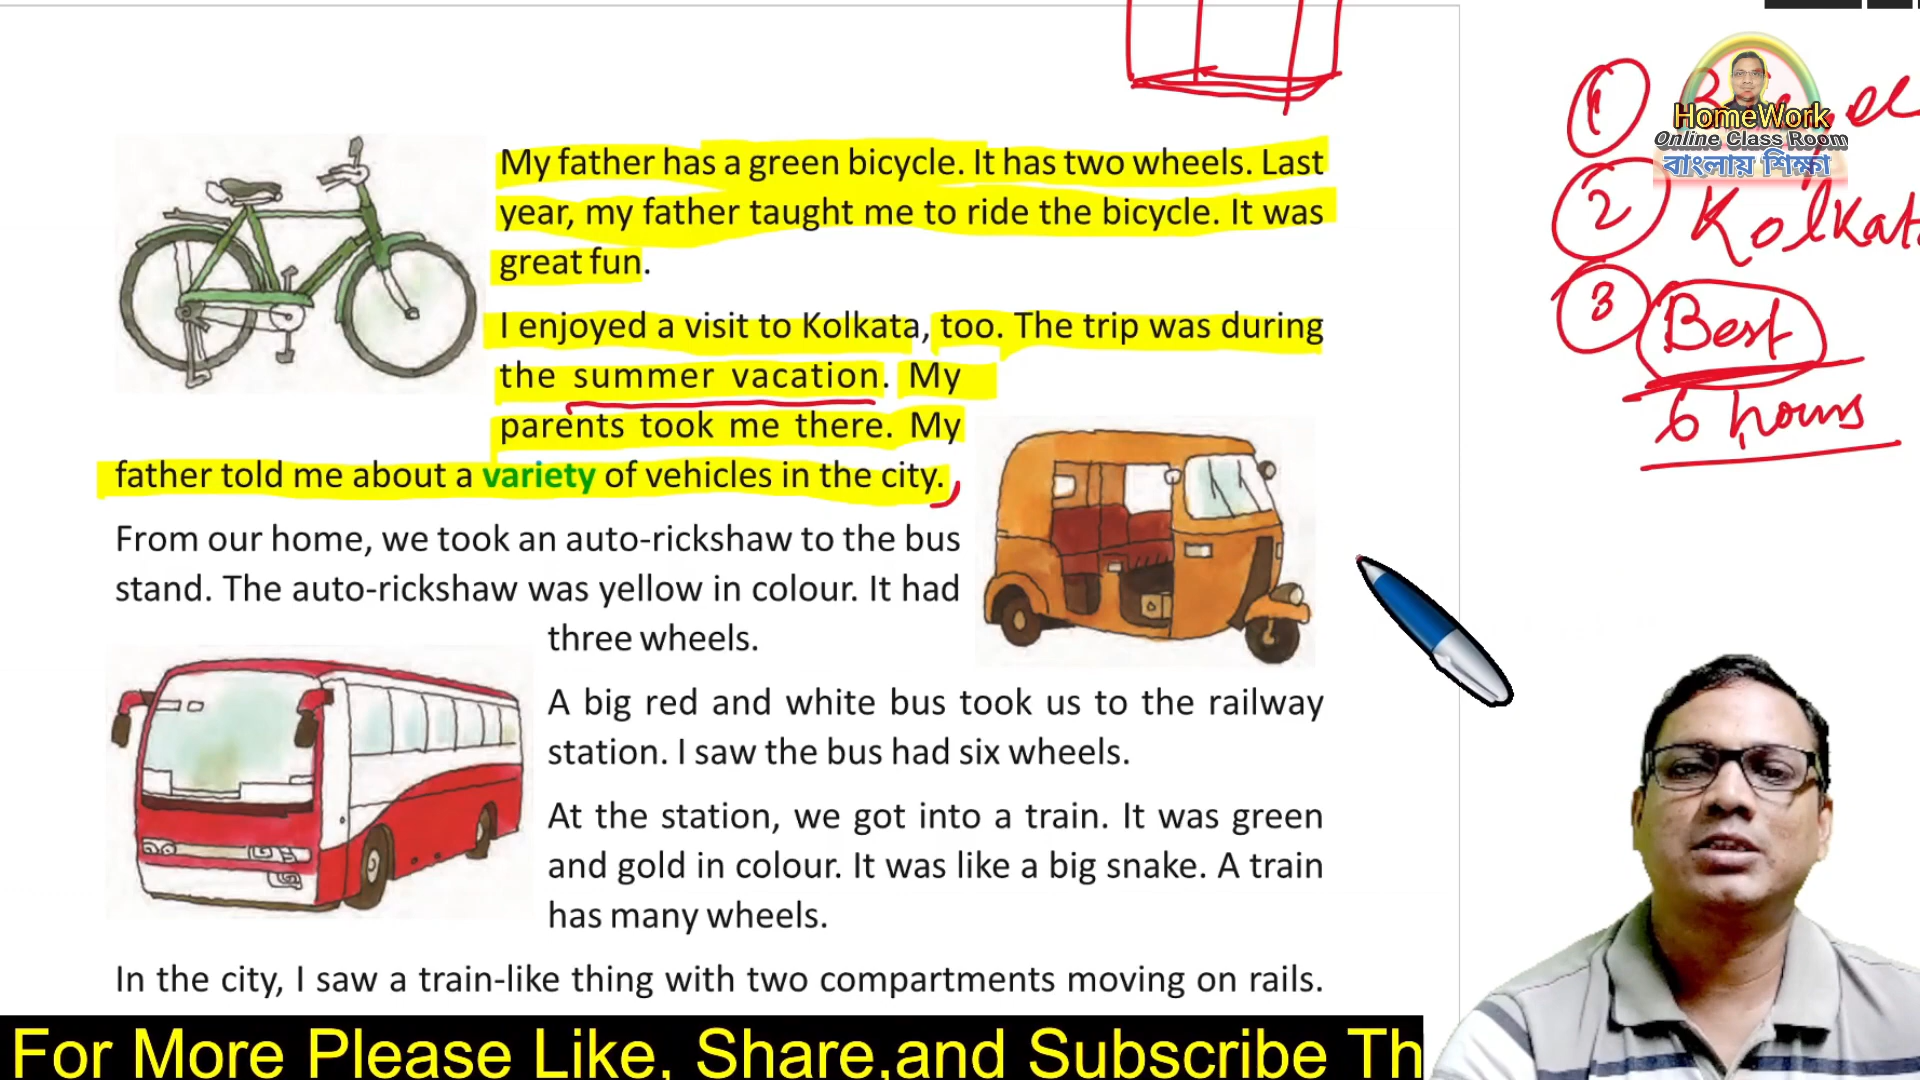 My father has a green bicycle. It has two wheels. Last
year, my father taught me to ride the bicycle. It was
great fun.
I enjoyed a visit to Kolkata, too. The trip was during
the summer vacation. My
parents took me there. My
father told me about a variety of vehicles in the city.
From our home, we took an auto-rickshaw to the bus
stand. The auto-rickshaw was yellow in colour. It had
three wheels.
A big red and white bus took us to the railway
station. I saw the bus had six wheels.
At the station, we got into a train. It was green
and gold in colour. It was like a big snake. A train
has many wheels.
In the city, I saw a train-like thing with two compartments moving on rails.
1
HomeWork
Online Class Room
বাংলায় শিক্ষা
2 Kolkat
3 Best
6 hours
For More Please Like, Share,and Subscribe Th